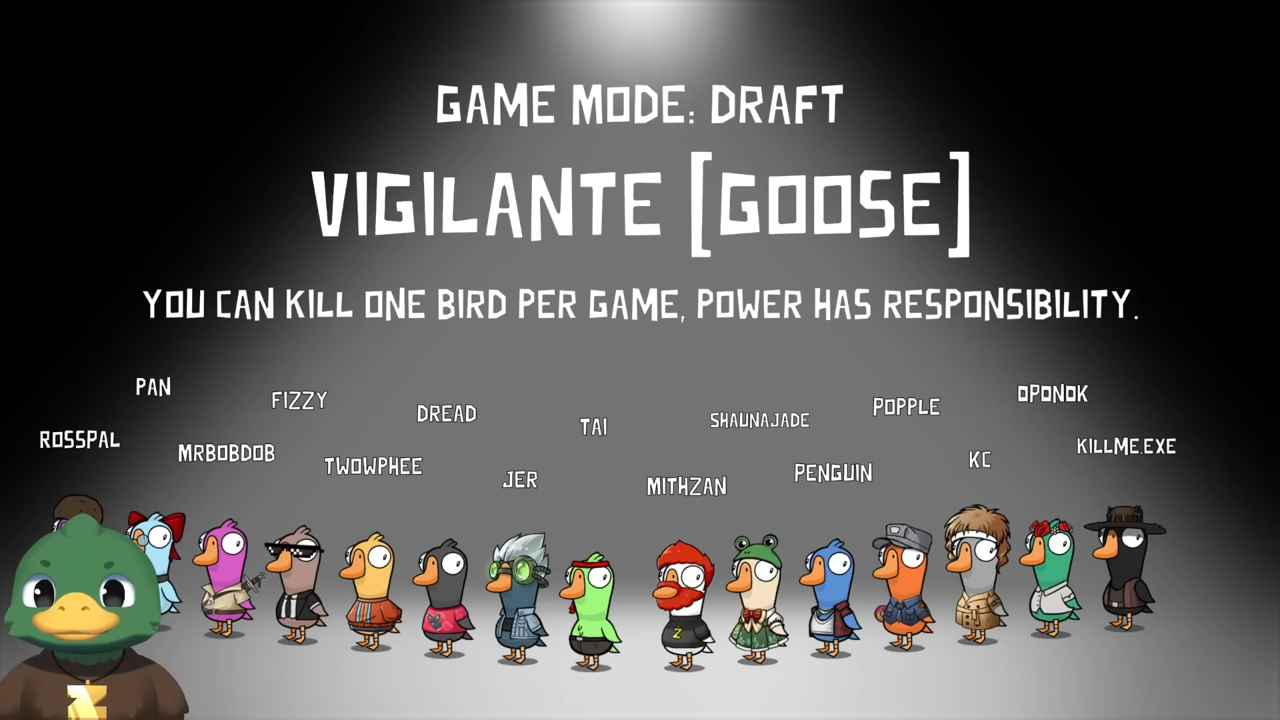 GAME MODE: DRAFT
VIGILANTE [GOOSE]
YOU CAN KILL ONE BIRD PER GAME, POWER HAS RESPONSIBILITY.
PAN
FIZZY
DREAD
TAI
SHAUNAJADE
POPPLE
OPONOK
ROSSPAL
MRBOBDOB
TWOWPHEE
JER
MITHZAN
PENGUIN
KC
KILLME.EXE
Z